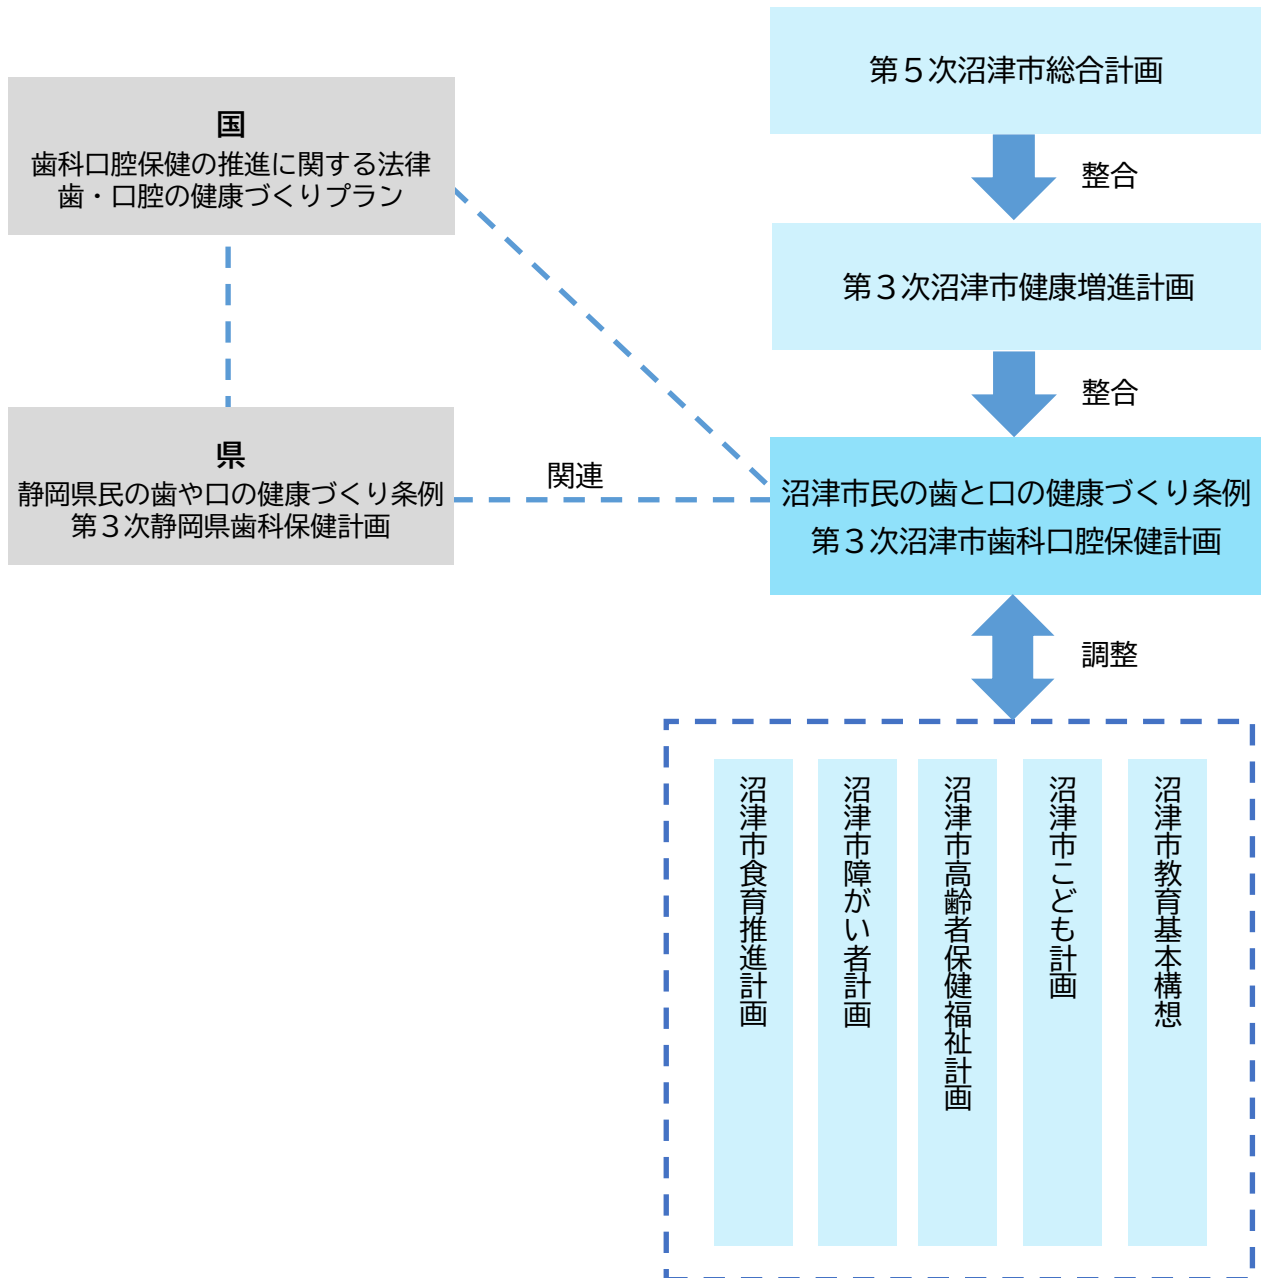 第５次沼津市総合計画
整合
第３次沼津市健康増進計画
整合
国
歯科口腔保健の推進に関する法律
歯・口腔の健康づくりプラン
県
静岡県民の歯や口の健康づくり条例
第３次静岡県歯科保健計画
関連
沼津市民の歯と口の健康づくり条例
第３次沼津市歯科口腔保健計画
調整
沼津市食育推進計画
沼津市障がい者計画
沼津市高齢者保健福祉計画
沼津市こども計画
沼津市教育基本構想